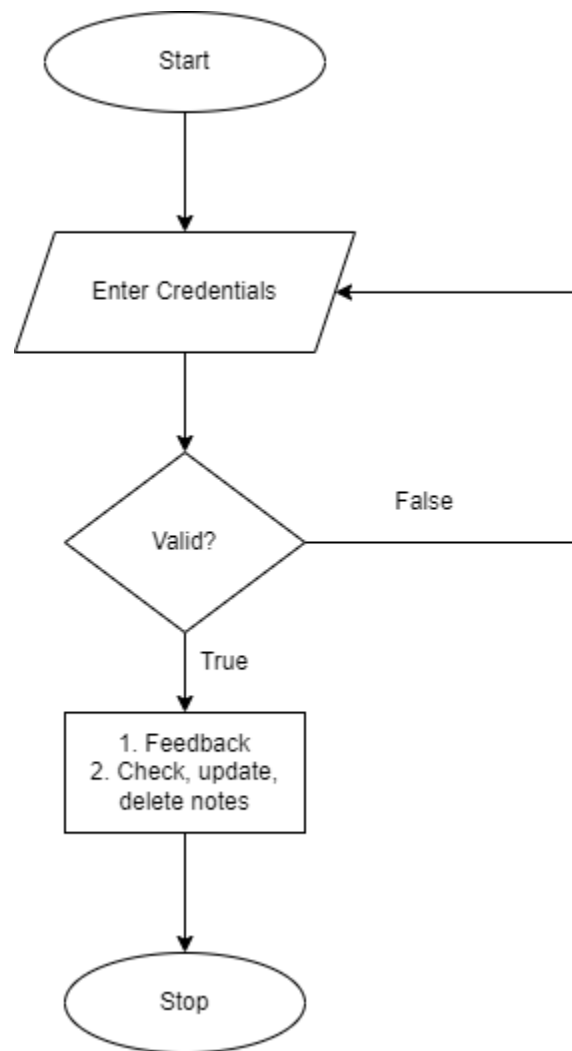 Start
Enter Credentials
Valid?
False
True
1. Feedback
2. Check, update,
delete notes
Stop